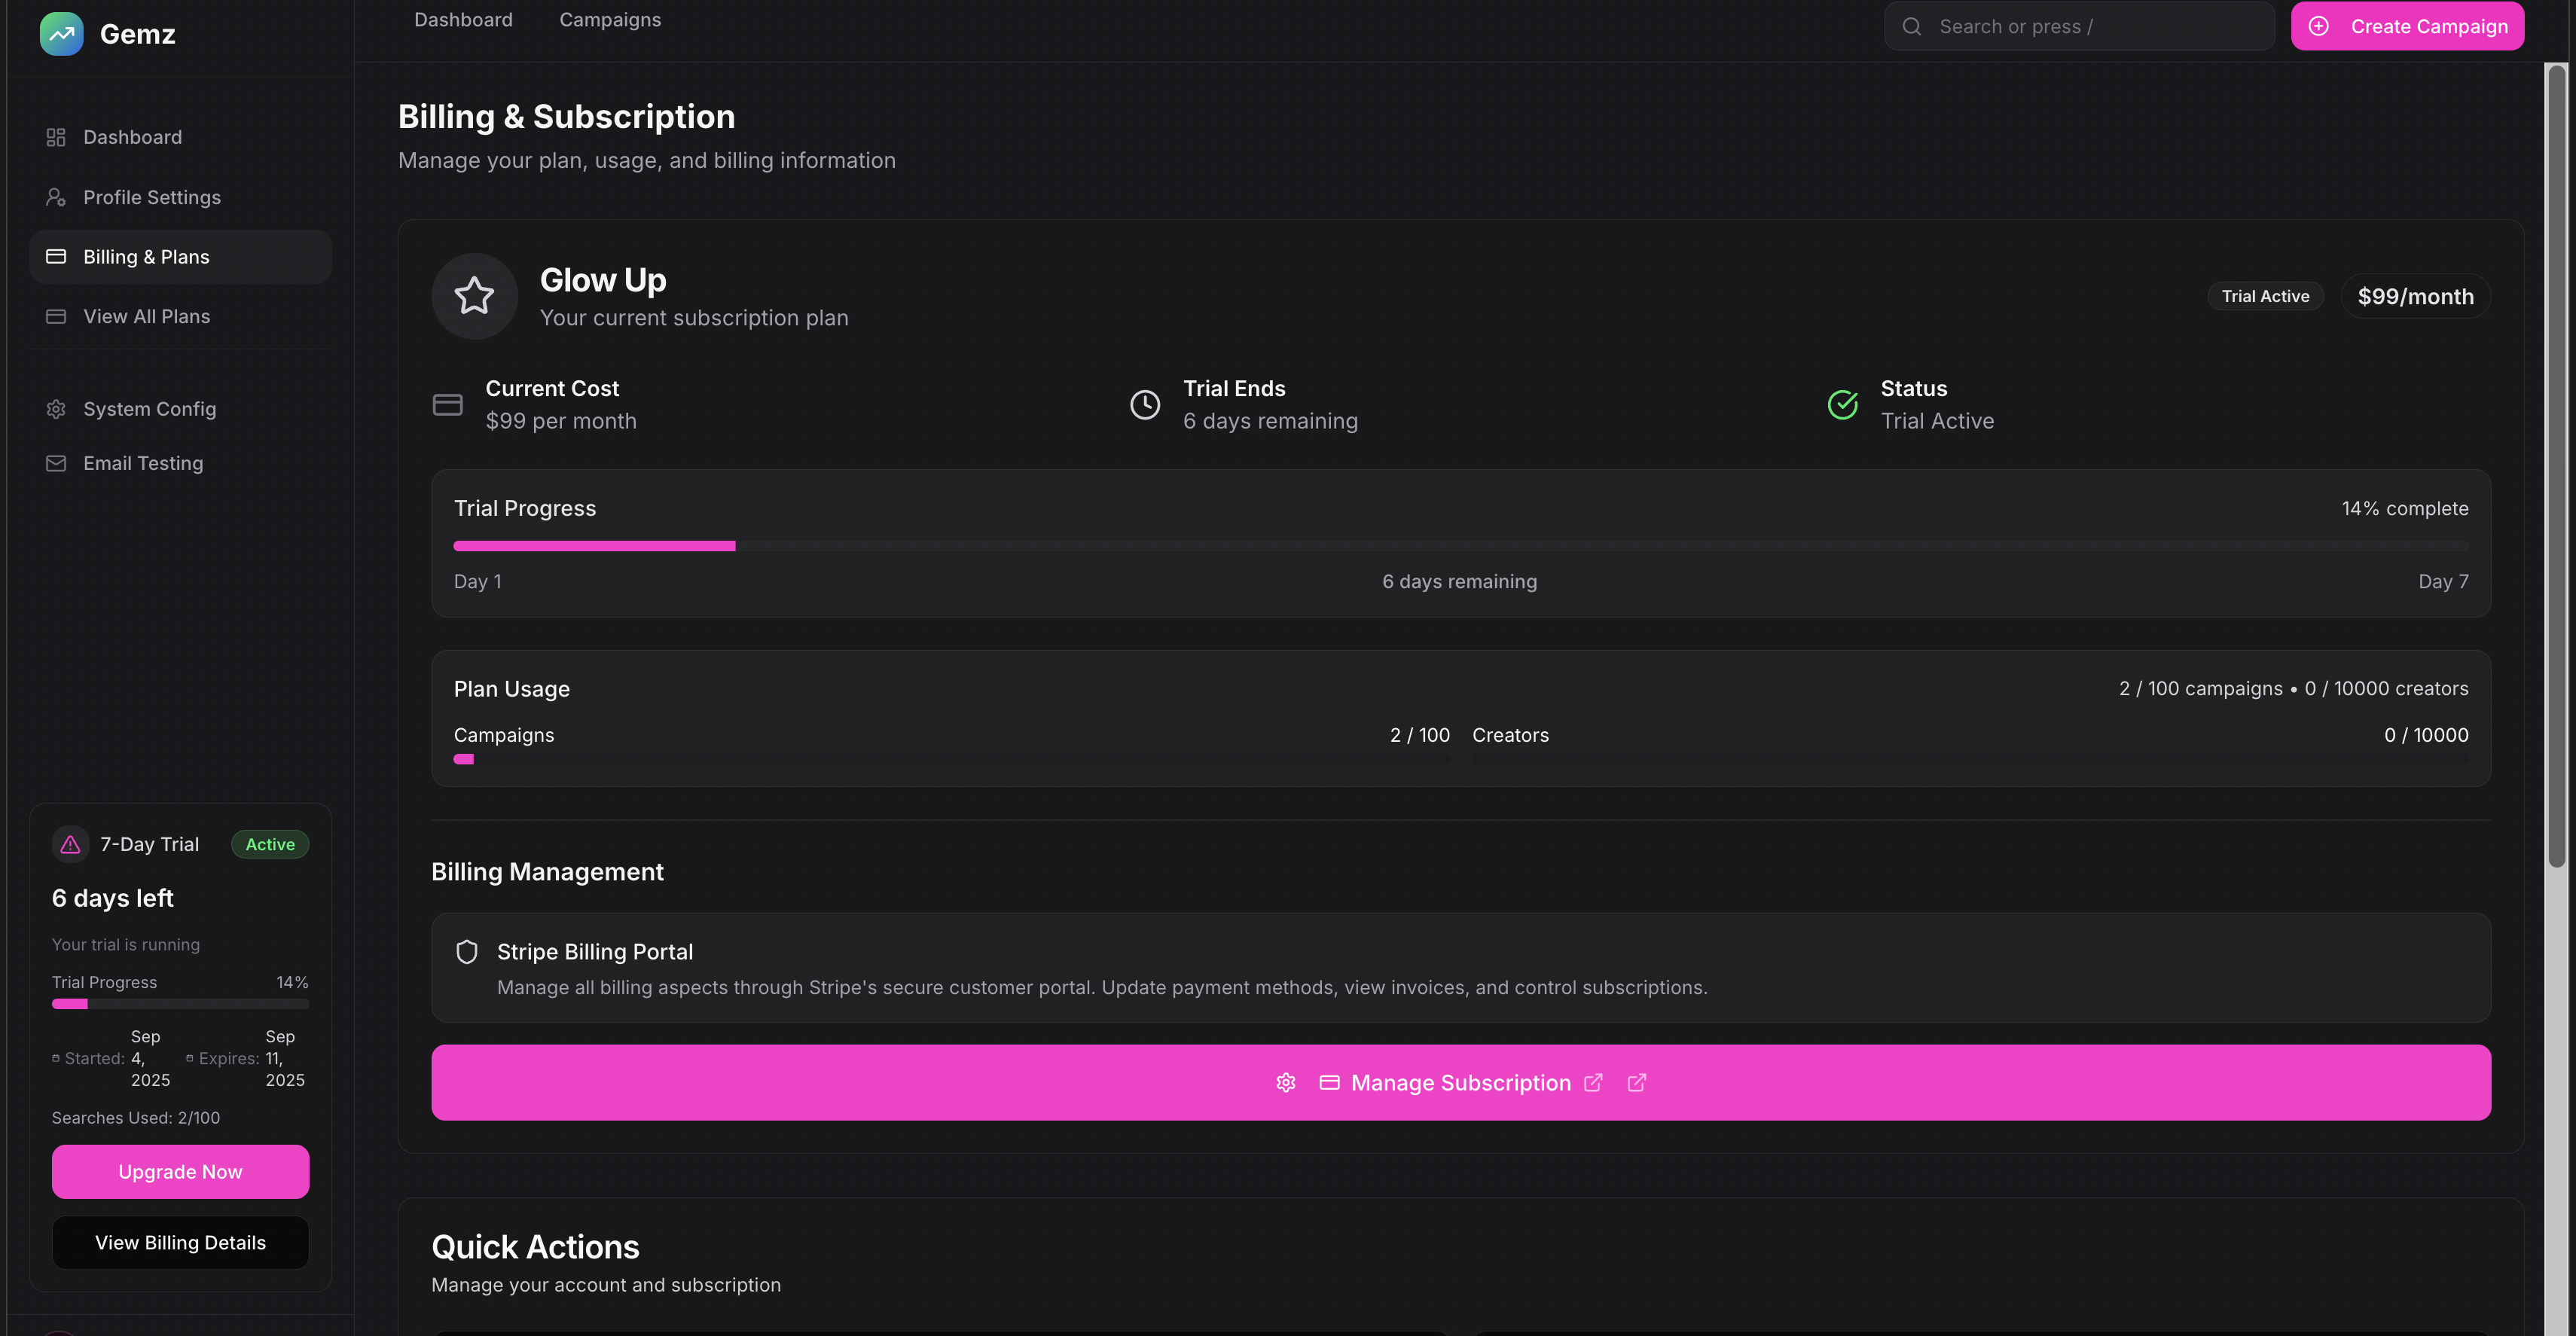 Gemz
Dashboard
Campaigns
Search or press /
Create Campaign
Dashboard
Profile Settings
Billing & Plans
View All Plans
System Config
Email Testing
7-Day Trial
Active
6 days left
Your trial is running
Trial Progress
14%
Started:
Sep
4,
2025
Expires:
Sep
11,
2025
Searches Used: 2/100
Upgrade Now
View Billing Details
Billing & Subscription
Manage your plan, usage, and billing information
Glow Up
Your current subscription plan
Trial Active
$99/month
Current Cost
$99 per month
Trial Ends
6 days remaining
Status
Trial Active
Trial Progress
14% complete
Day 1
6 days remaining
Day 7
Plan Usage
2 / 100 campaigns • 0 / 10000 creators
Campaigns
2 / 100
Creators
0 / 10000
Billing Management
Stripe Billing Portal
Manage all billing aspects through Stripe's secure customer portal. Update payment methods, view invoices, and control subscriptions.
Manage Subscription
Quick Actions
Manage your account and subscription